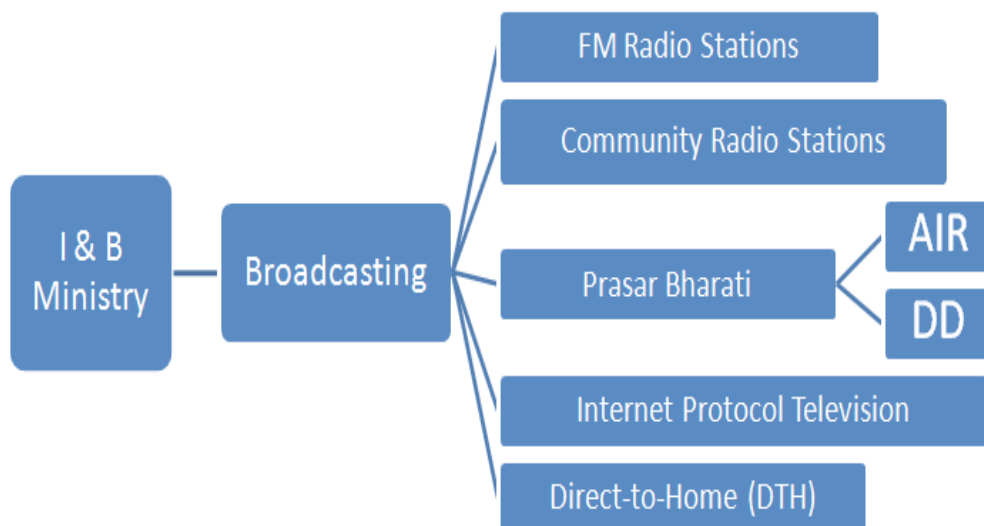 I & B
Ministry
Broadcasting
FM Radio Stations
Community Radio Stations
Prasar Bharati
AIR
DD
Internet Protocol Television
Direct-to-Home (DTH)